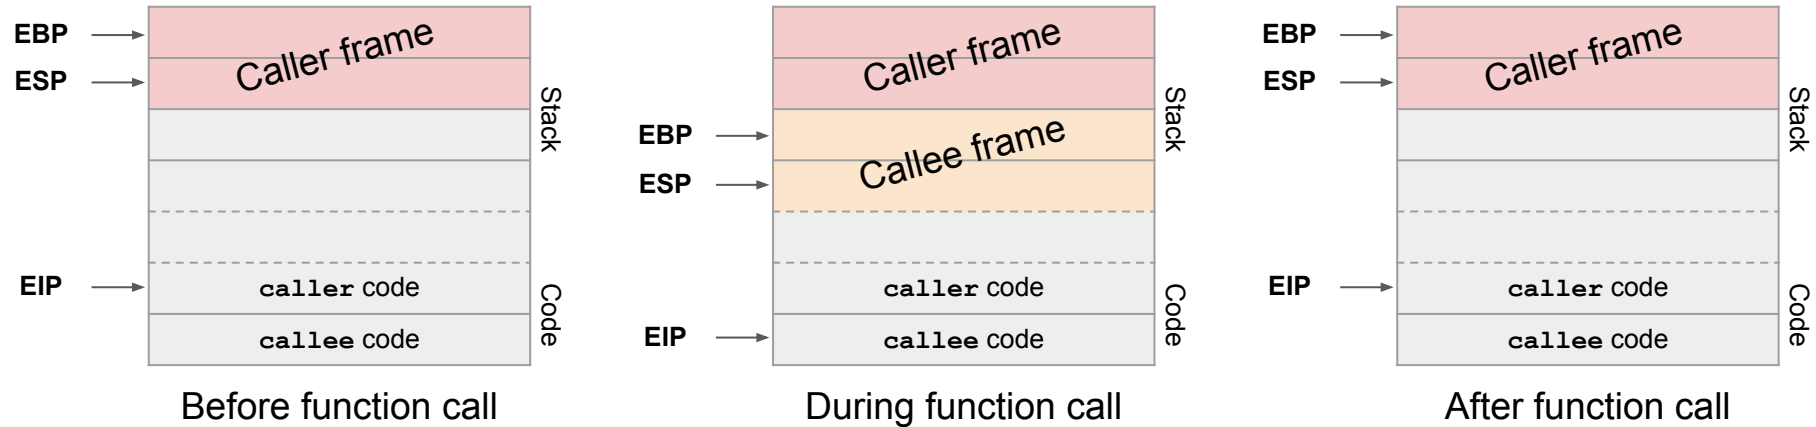 EBP
ESP
Caller frame
Stack
EIP
caller code
callee code
Code
Before function call
Caller frame
EBP
ESP
Callee frame
Stack
caller code
EIP
callee code
Code
During function call
EBP
ESP
Caller frame
Stack
EIP
caller code
callee code
Code
After function call